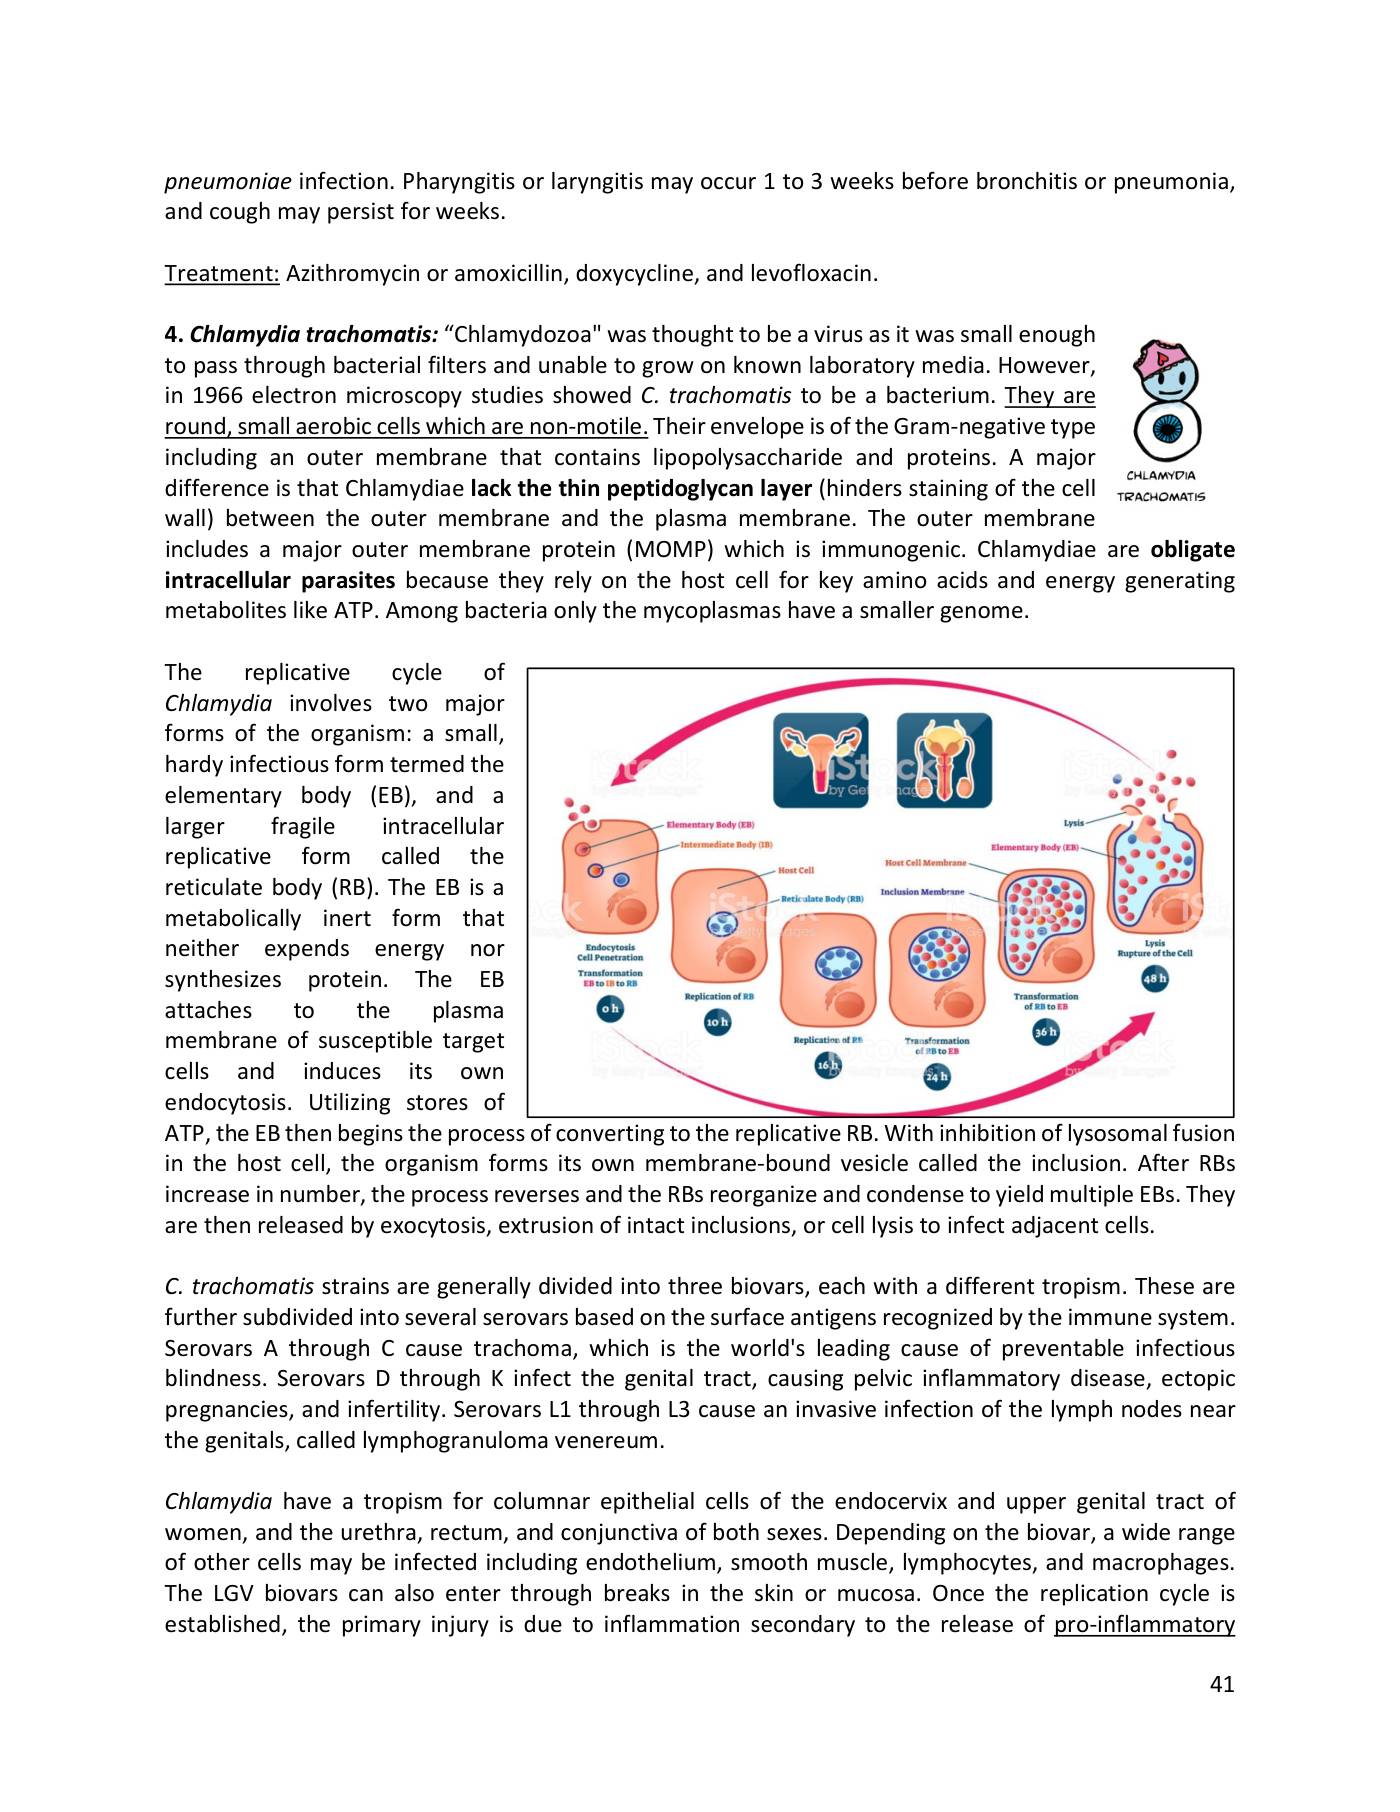 pneumoniae infection. Pharyngitis or laryngitis may occur 1 to 3 weeks before bronchitis or pneumonia,
and cough may persist for weeks.
Treatment: Azithromycin or amoxicillin, doxycycline, and levofloxacin.
4. Chlamydia trachomatis: “Chlamydozoa" was thought to be a virus as it was small enough
to pass through bacterial filters and unable to grow on known laboratory media. However,
in 1966 electron microscopy studies showed C. trachomatis to be a bacterium. They are
round, small aerobic cells which are non-motile. Their envelope is of the Gram-negative type
including an outer membrane that contains lipopolysaccharide and proteins. A major
difference is that Chlamydiae lack the thin peptidoglycan layer (hinders staining of the cell
wall) between the outer membrane and the plasma membrane. The outer membrane
includes a major outer membrane protein (MOMP) which is immunogenic. Chlamydiae are obligate
intracellular parasites because they rely on the host cell for key amino acids and energy generating
metabolites like ATP. Among bacteria only the mycoplasmas have a smaller genome.
CHLAMYDIA
TRACHOMATIS
The replicative cycle of
Chlamydia involves two major
forms of the organism: a small,
hardy infectious form termed the
elementary body (EB), and a
larger fragile intracellular
replicative form called the
reticulate body (RB). The EB is a
metabolically inert form that
neither expends energy nor
synthesizes protein. The EB
attaches to the plasma
membrane of susceptible target
cells and induces its own
endocytosis. Utilizing stores of
ATP, the EB then begins the process of converting to the replicative RB. With inhibition of lysosomal fusion
in the host cell, the organism forms its own membrane-bound vesicle called the inclusion. After RBs
increase in number, the process reverses and the RBs reorganize and condense to yield multiple EBs. They
are then released by exocytosis, extrusion of intact inclusions, or cell lysis to infect adjacent cells.
Elementary Body (EB)
Intermediate Body (IB)
Host Cell
Reticulate Body (RB)
Host Cell Membrane
Inclusion Membrane
Elementary Body (EB)
Lysis
Endocytosis
Cell Penetration
Transformation
EB to IB to RB
0 h
Replication of RB
10 h
Replication of RB
16 h
Transformation
of RB to EB
24 h
Transformation
of RB to EB
36 h
Lysis
Rupture of the Cell
48 h
iStock
by Getty Images
C. trachomatis strains are generally divided into three biovars, each with a different tropism. These are
further subdivided into several serovars based on the surface antigens recognized by the immune system.
Serovars A through C cause trachoma, which is the world's leading cause of preventable infectious
blindness. Serovars D through K infect the genital tract, causing pelvic inflammatory disease, ectopic
pregnancies, and infertility. Serovars L1 through L3 cause an invasive infection of the lymph nodes near
the genitals, called lymphogranuloma venereum.
Chlamydia have a tropism for columnar epithelial cells of the endocervix and upper genital tract of
women, and the urethra, rectum, and conjunctiva of both sexes. Depending on the biovar, a wide range
of other cells may be infected including endothelium, smooth muscle, lymphocytes, and macrophages.
The LGV biovars can also enter through breaks in the skin or mucosa. Once the replication cycle is
established, the primary injury is due to inflammation secondary to the release of pro-inflammatory
41